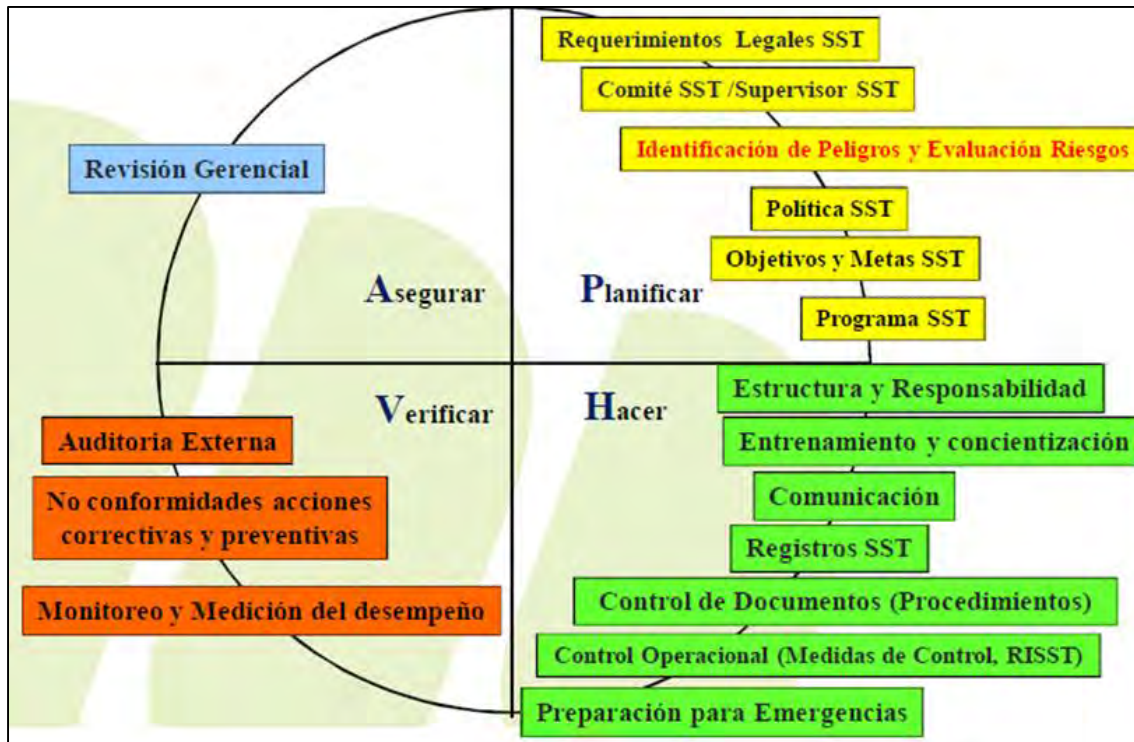 Requerimientos Legales SST
Comité SST /Supervisor SST
Identificación de Peligros y Evaluación Riesgos
Política SST
Objetivos y Metas SST
Programa SST
Revisión Gerencial
Asegurar
Planificar
Verificar
Hacer
Estructura y Responsabilidad
Entrenamiento y concientización
Comunicación
Registros SST
Control de Documentos (Procedimientos)
Control Operacional (Medidas de Control, RISST)
Preparación para Emergencias
Auditoria Externa
No conformidades acciones
correctivas y preventivas
Monitoreo y Medición del desempeño